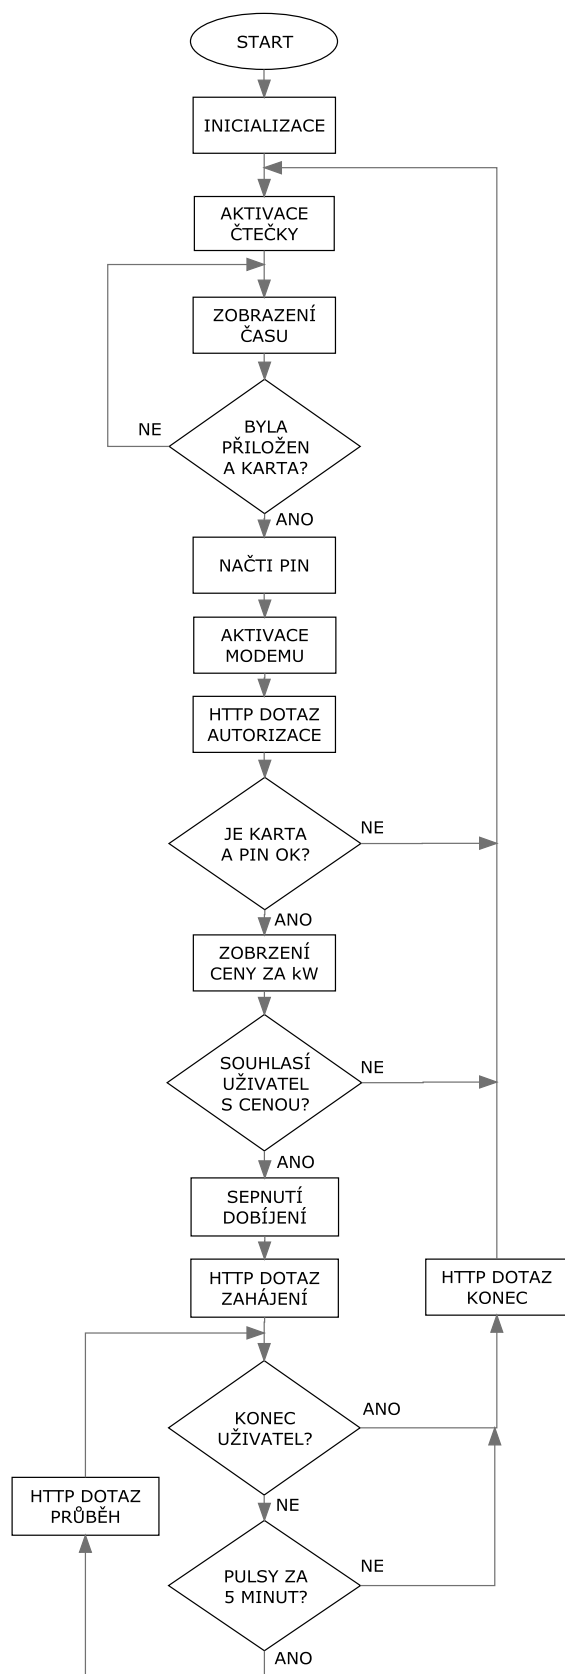 START
INICIALIZACE
AKTIVACE
ČTEČKY
ZOBRAZENÍ
ČASU
NE
BYLA
PŘILOŽEN
A KARTA?
ANO
NAČTI PIN
AKTIVACE
MODEMU
HTTP DOTAZ
AUTORIZACE
JE KARTA
A PIN OK?
NE
ANO
ZOBRZENÍ
CENY ZA kW
SOUHLASÍ
UŽIVATEL
S CENOU?
NE
ANO
SEPNUTÍ
DOBÍJENÍ
HTTP DOTAZ
ZAHÁJENÍ
HTTP DOTAZ
KONEC
KONEC
UŽIVATEL?
ANO
NE
HTTP DOTAZ
PRŮBĚH
PULSY ZA
5 MINUT?
NE
ANO